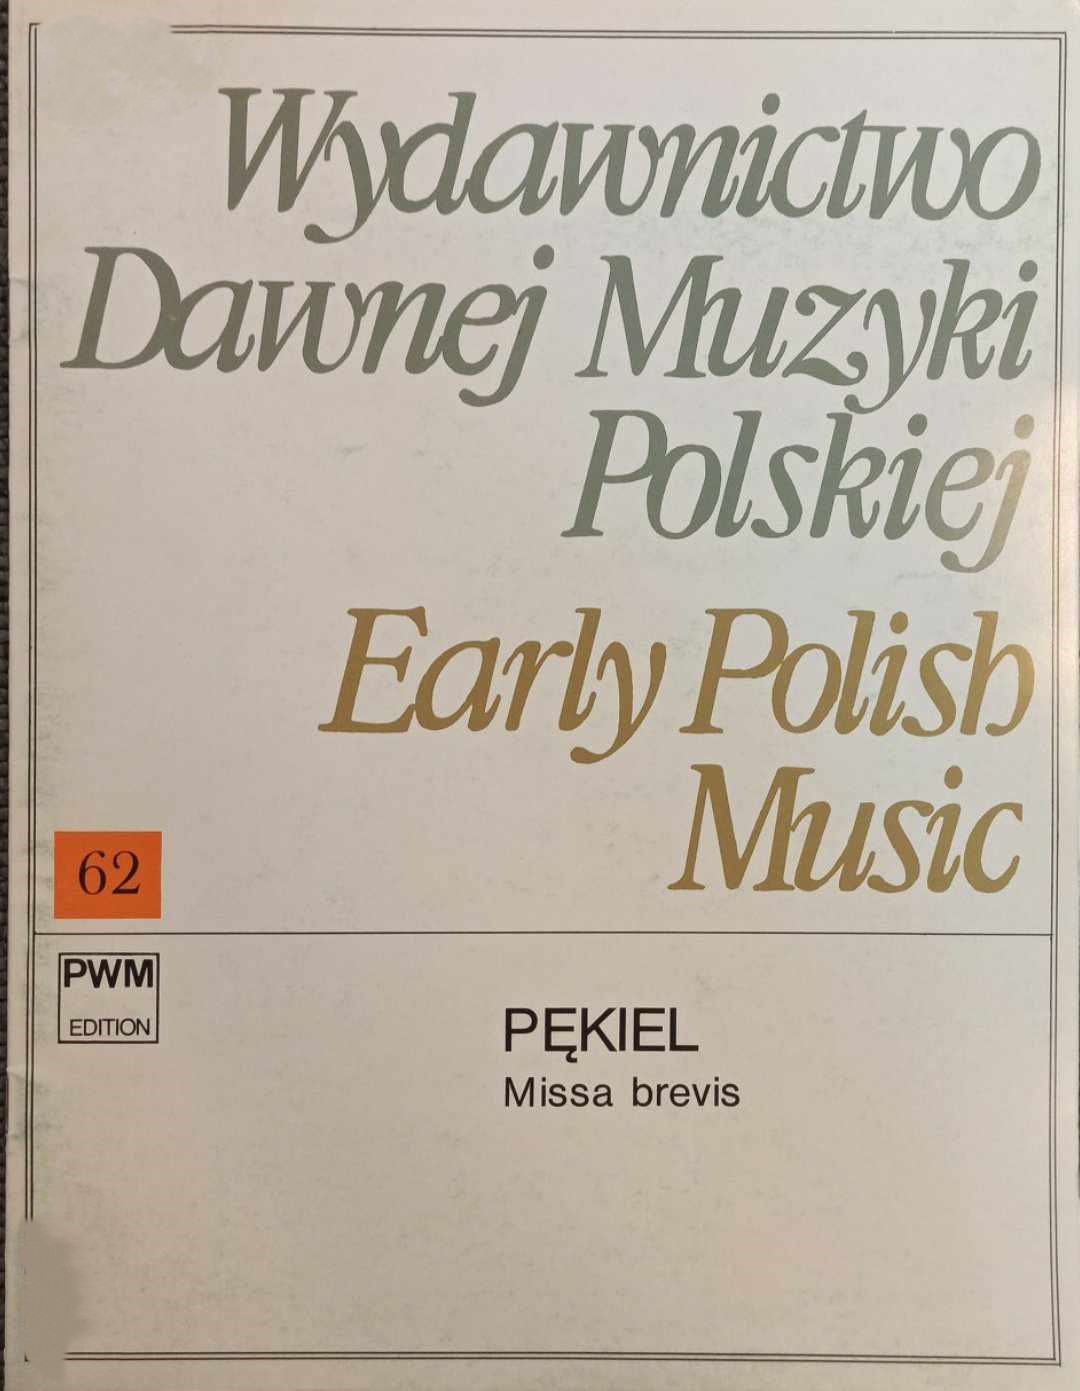 Wydawnictwo
Dawnej Muzyki
Polskiej
Early Polish
Music
62
PWM
EDITION
PĘKIEL
Missa brevis